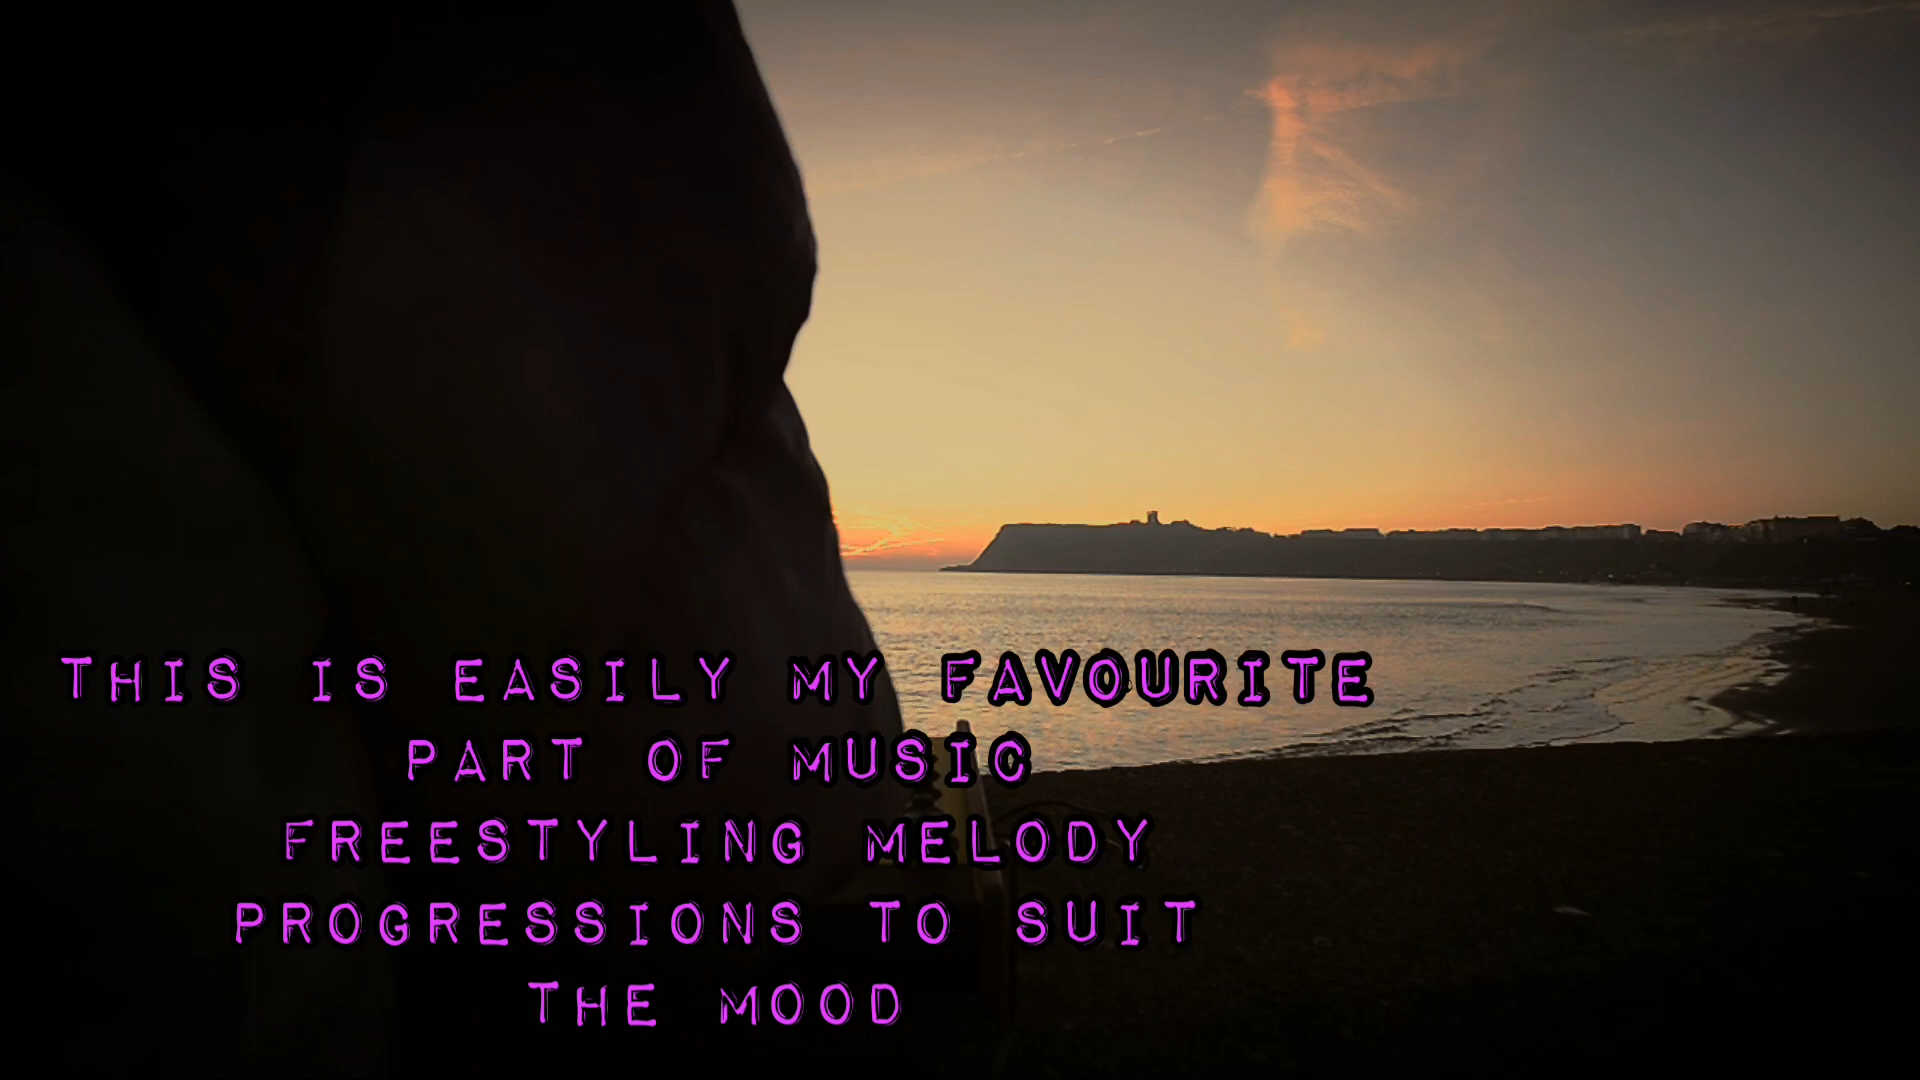 THIS IS EASILY MY FAVOURITE
PART OF MUSIC
FREESTYLING MELODY
PROGRESSIONS TO SUIT
THE MOOD